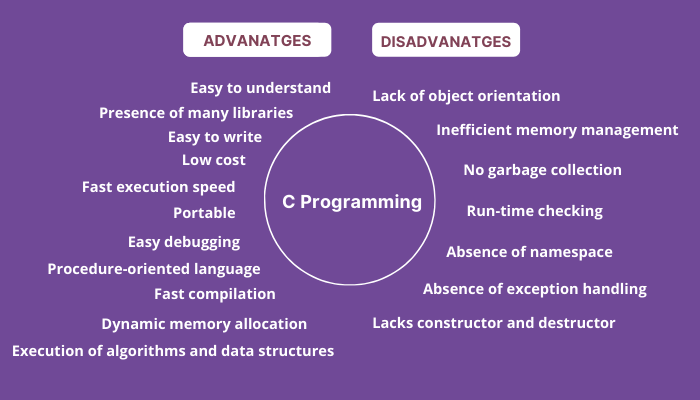 ADVANATGES
Easy to understand
Presence of many libraries
Easy to write
Low cost
Fast execution speed
Portable
Easy debugging
Procedure-oriented language
Fast compilation
Dynamic memory allocation
Execution of algorithms and data structures
C Programming
DISADVANATGES
Lack of object orientation
Inefficient memory management
No garbage collection
Run-time checking
Absence of namespace
Absence of exception handling
Lacks constructor and destructor